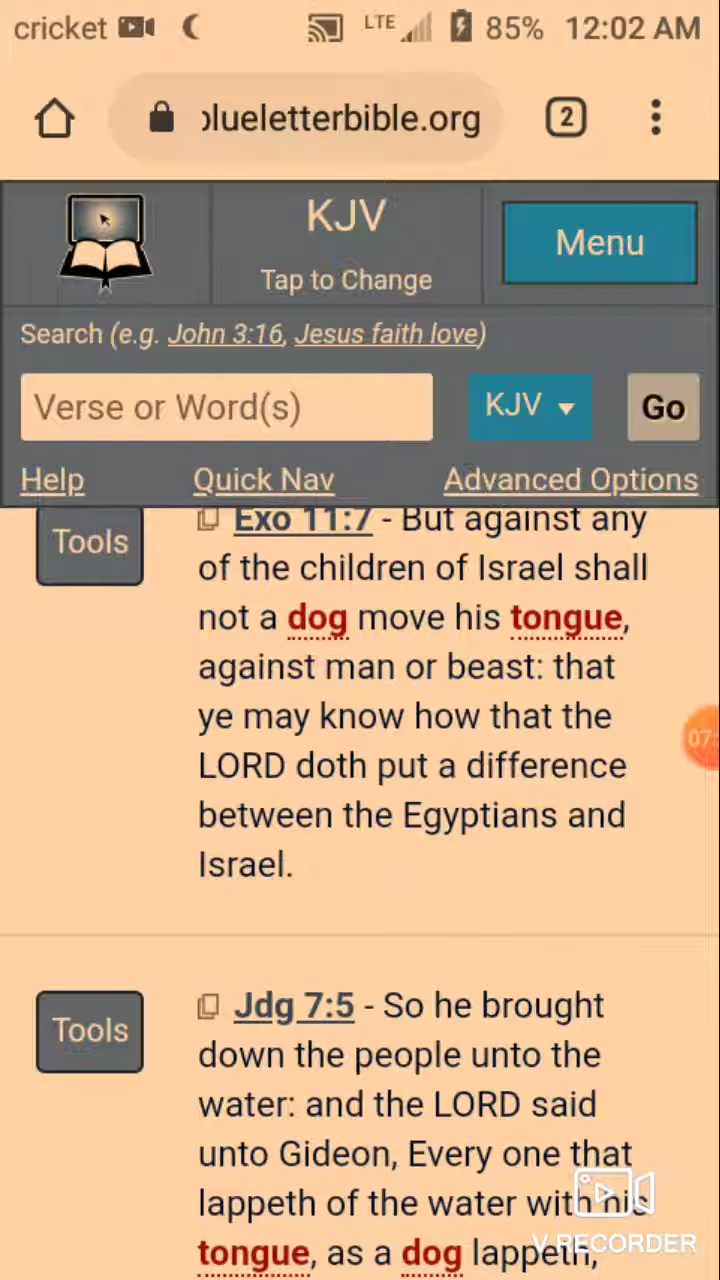 cricket LTE 85% 12:02 AM
blueletterbible.org 2
KJV
Tap to Change
Menu
Search (e.g. John 3:16, Jesus faith love)
Verse or Word(s) KJV Go
Help Quick Nav Advanced Options
Tools
Exo 11:7 - But against any
of the children of Israel shall
not a dog move his tongue,
against man or beast: that
ye may know how that the
LORD doth put a difference
between the Egyptians and
Israel.
07
Tools
Jdg 7:5 - So he brought
down the people unto the
water: and the LORD said
unto Gideon, Every one that
lappeth of the water with his
tongue, as a dog lappeth,
V RECORDER